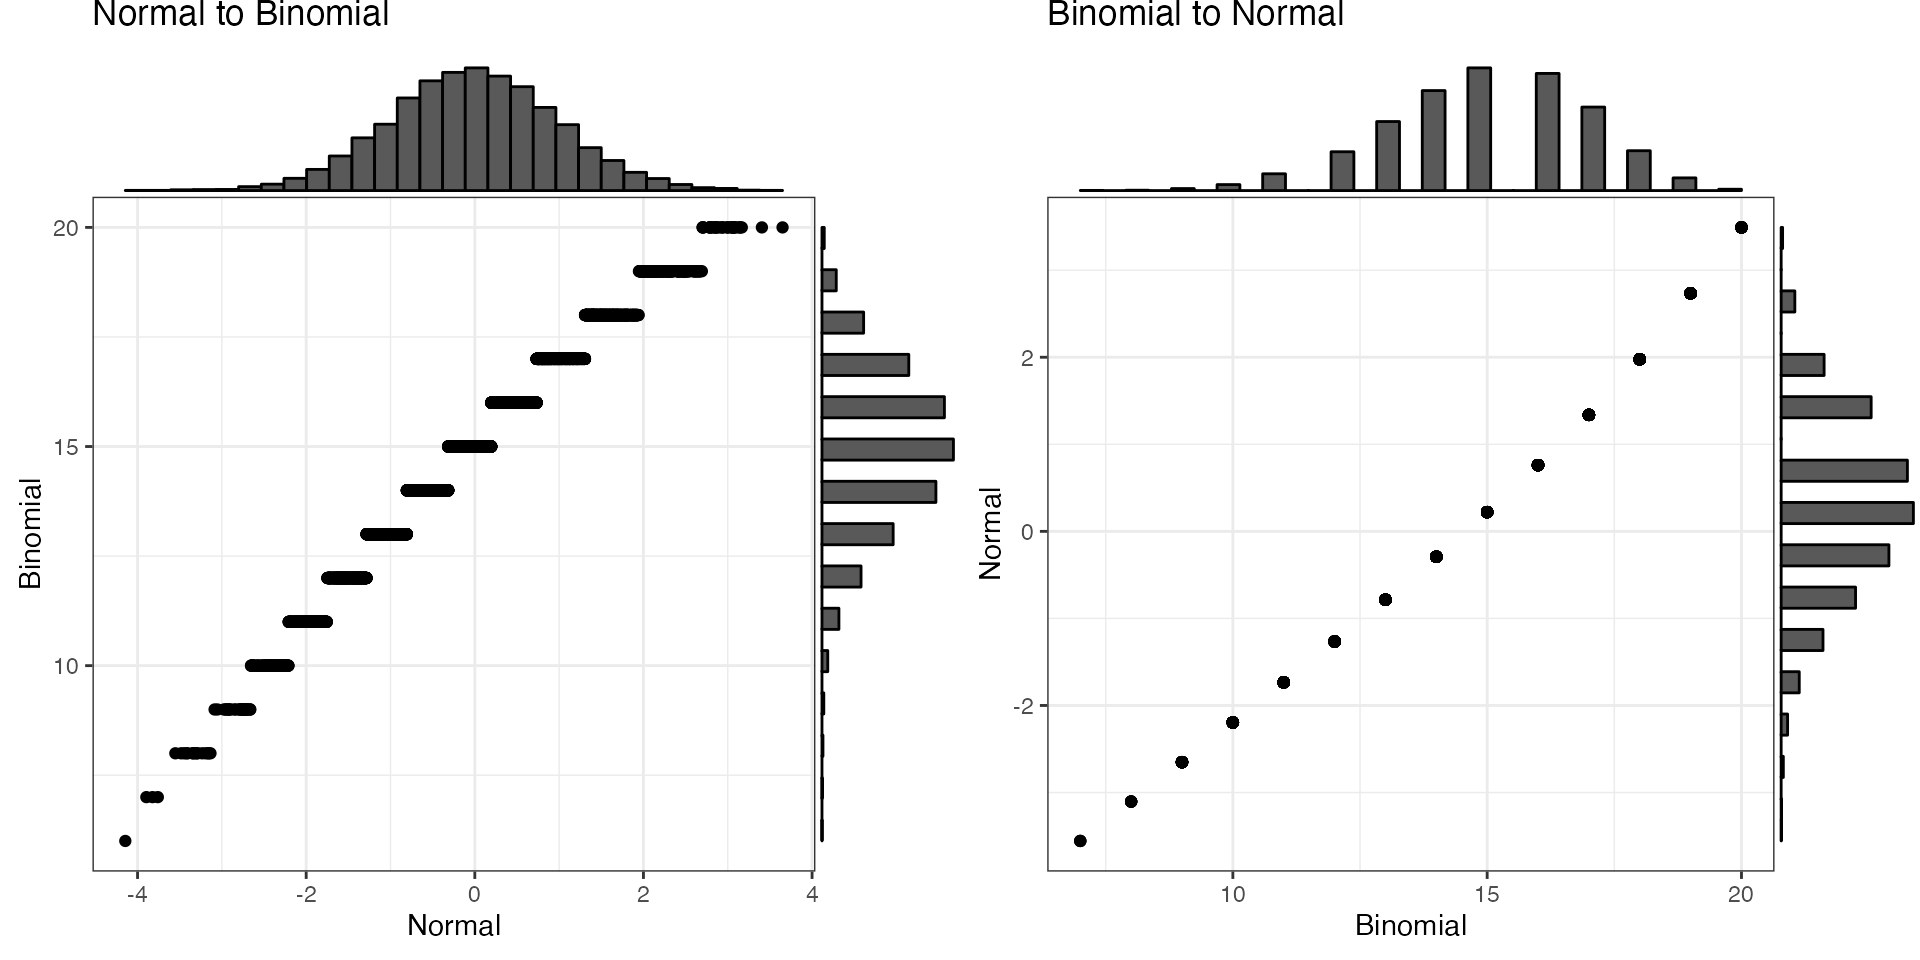 Normal to Binomial
20
15
10
Binomial
-4 -2 0 2 4
Normal
Binomial to Normal
2
0
-2
Normal
10 15 20
Binomial